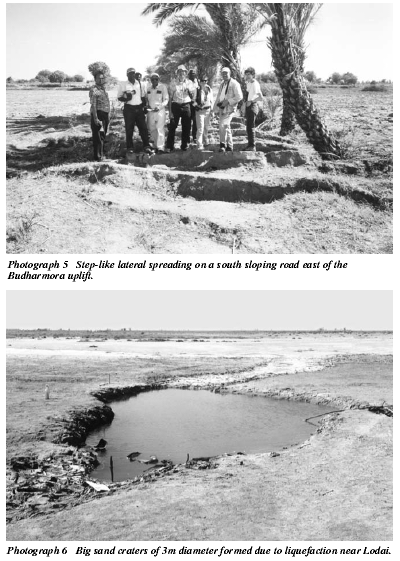 Photograph 5 Step-like lateral spreading on a south sloping road east of the
Budharmora uplift.
Photograph 6 Big sand craters of 3m diameter formed due to liquefaction near Lodai.